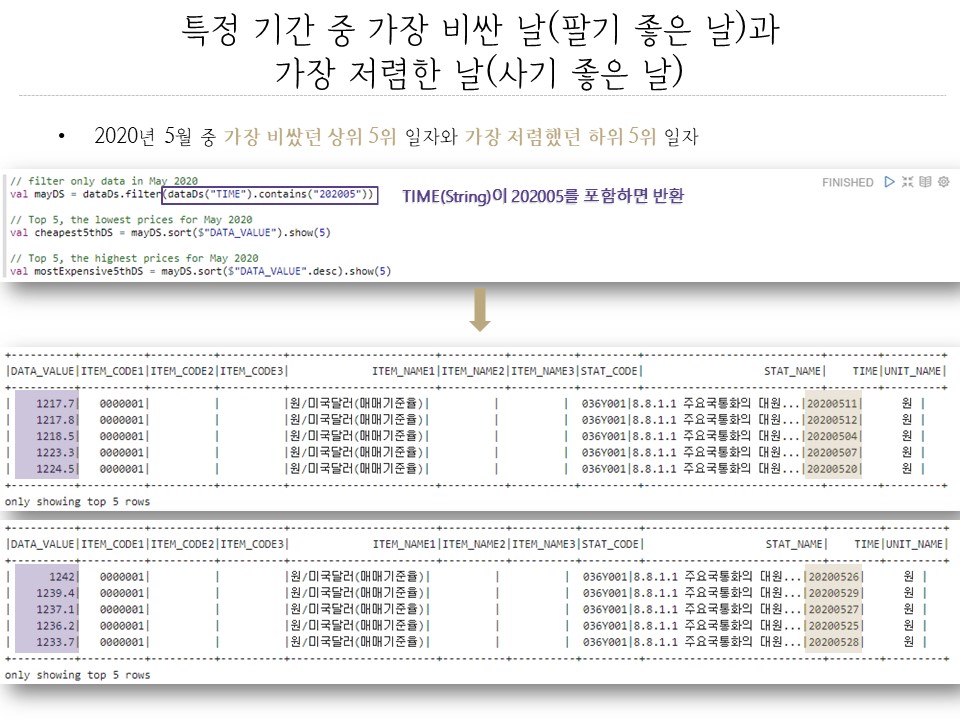 특정 기간 중 가장 비싼 날(팔기 좋은 날)과
가장 저렴한 날(사기 좋은 날)
• 2020년 5월 중 가장 비쌌던 상위 5위 일자와 가장 저렴했던 하위 5위 일자
// filter only data in May 2020
FINISHED
val mayDS = dataDs.filter(dataDs("TIME").contains("202005"))
TIME(String)이 202005를 포함하면 반환
// Top 5, the lowest prices for May 2020
val cheapest5thDS = mayDS.sort($"DATA_VALUE").show(5)
// Top 5, the highest prices for May 2020
val mostExpensive5thDS = mayDS.sort($"DATA_VALUE".desc).show(5)
|DATA_VALUE|ITEM_CODE1|ITEM_CODE2|ITEM_CODE3| ITEM_NAME1|ITEM_NAME2|ITEM_NAME3|STAT_CODE| STAT_NAME| TIME|UNIT_NAME|
| 1217.7| 0000001| | |원/미국달러(매매기준율)| | | 036Y001|8.8.1.1 주요국통화의 대원...|20200511| 원 |
| 1217.8| 0000001| | |원/미국달러(매매기준율)| | | 036Y001|8.8.1.1 주요국통화의 대원...|20200512| 원 |
| 1218.5| 0000001| | |원/미국달러(매매기준율)| | | 036Y001|8.8.1.1 주요국통화의 대원...|20200504| 원 |
| 1223.3| 0000001| | |원/미국달러(매매기준율)| | | 036Y001|8.8.1.1 주요국통화의 대원...|20200507| 원 |
| 1224.5| 0000001| | |원/미국달러(매매기준율)| | | 036Y001|8.8.1.1 주요국통화의 대원...|20200520| 원 |
only showing top 5 rows
|DATA_VALUE|ITEM_CODE1|ITEM_CODE2|ITEM_CODE3| ITEM_NAME1|ITEM_NAME2|ITEM_NAME3|STAT_CODE| STAT_NAME| TIME|UNIT_NAME|
| 1242| 0000001| | |원/미국달러(매매기준율)| | | 036Y001|8.8.1.1 주요국통화의 대원...|20200526| 원 |
| 1239.4| 0000001| | |원/미국달러(매매기준율)| | | 036Y001|8.8.1.1 주요국통화의 대원...|20200529| 원 |
| 1237.1| 0000001| | |원/미국달러(매매기준율)| | | 036Y001|8.8.1.1 주요국통화의 대원...|20200527| 원 |
| 1236.2| 0000001| | |원/미국달러(매매기준율)| | | 036Y001|8.8.1.1 주요국통화의 대원...|20200525| 원 |
| 1233.7| 0000001| | |원/미국달러(매매기준율)| | | 036Y001|8.8.1.1 주요국통화의 대원...|20200528| 원 |
only showing top 5 rows